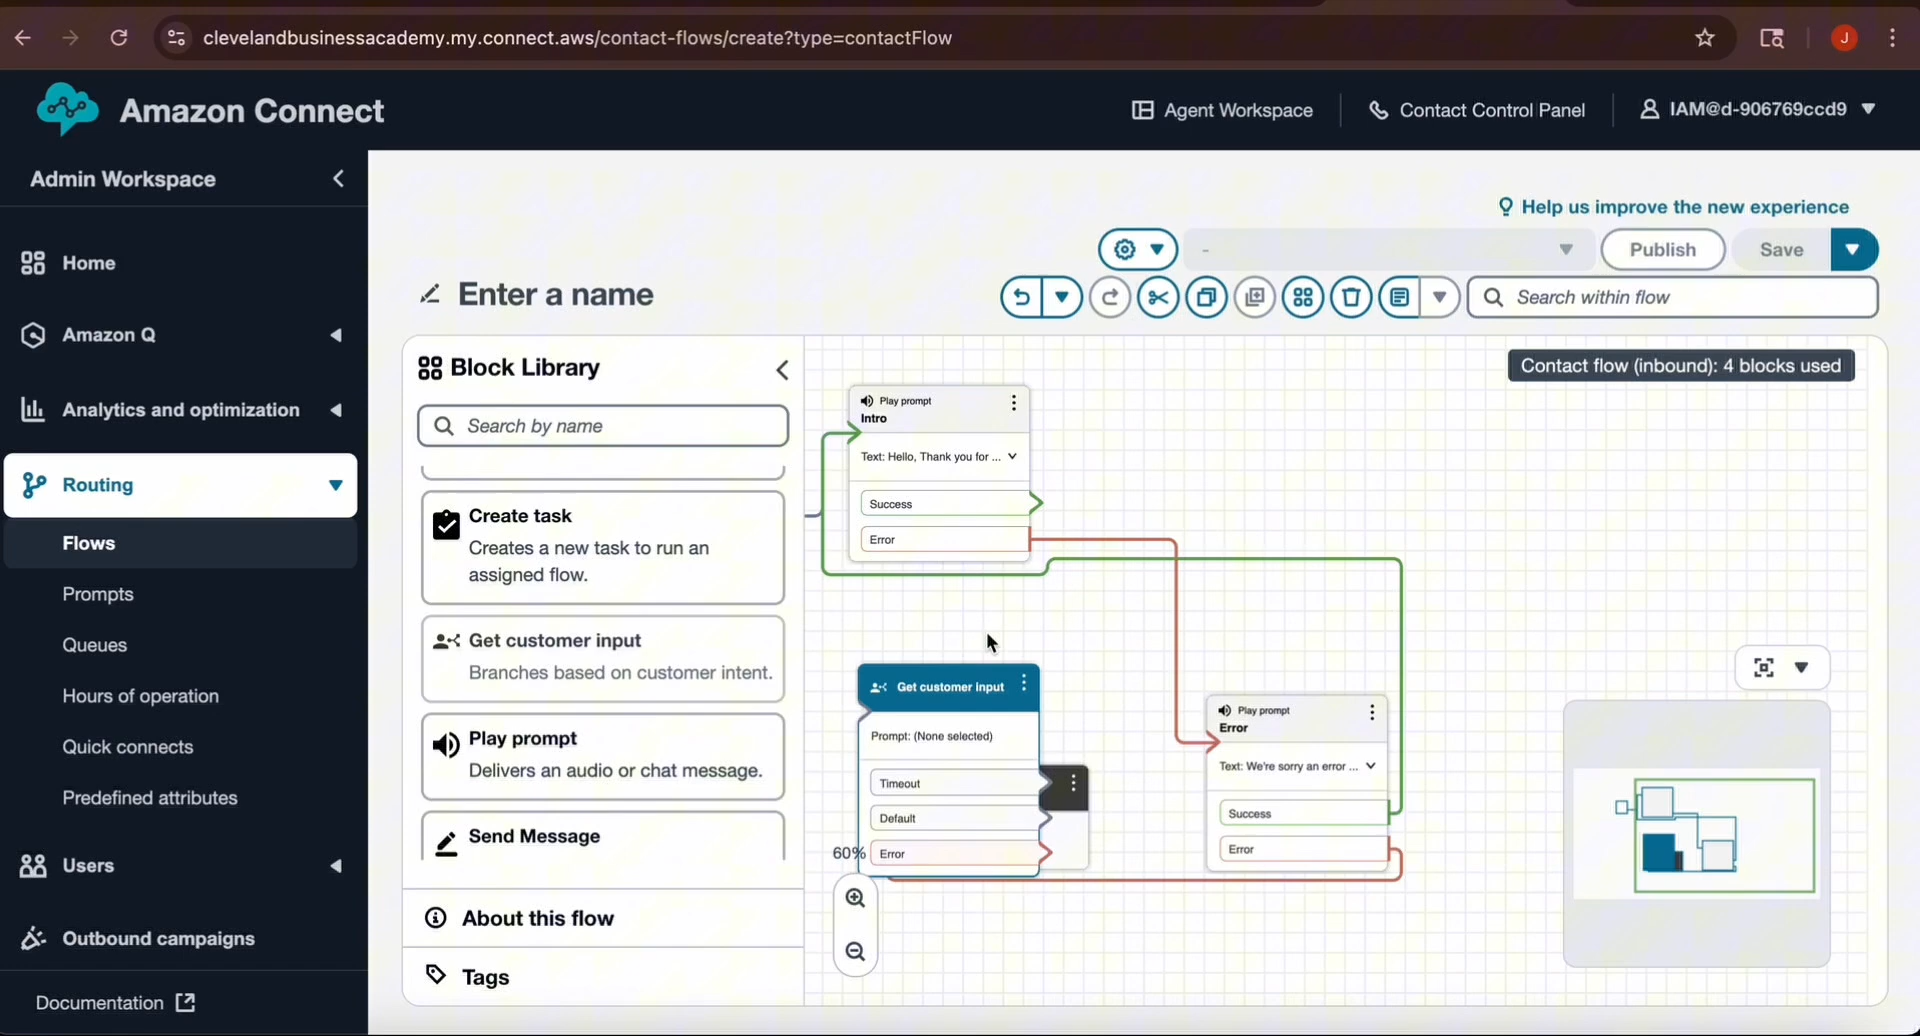 clevelandbusinessacademy.my.connect.aws/contact-flows/create?type=contactFlow
J
Amazon Connect
Agent Workspace
Contact Control Panel
IAM@d-906769ccd9
Admin Workspace
Home
Amazon Q
Analytics and optimization
Routing
Flows
Prompts
Queues
Hours of operation
Quick connects
Predefined attributes
Users
Outbound campaigns
Documentation
Help us improve the new experience
-
Publish
Save
Enter a name
Search within flow
Block Library
Search by name
Create task
Creates a new task to run an
assigned flow.
Get customer input
Branches based on customer intent.
Play prompt
Delivers an audio or chat message.
Send Message
About this flow
Tags
Contact flow (inbound): 4 blocks used
Play prompt
Intro
Text: Hello, Thank you for ...
Success
Error
Get customer input
Prompt: (None selected)
Timeout
Default
Error
60%
Play prompt
Error
Text: We're sorry an error ...
Success
Error